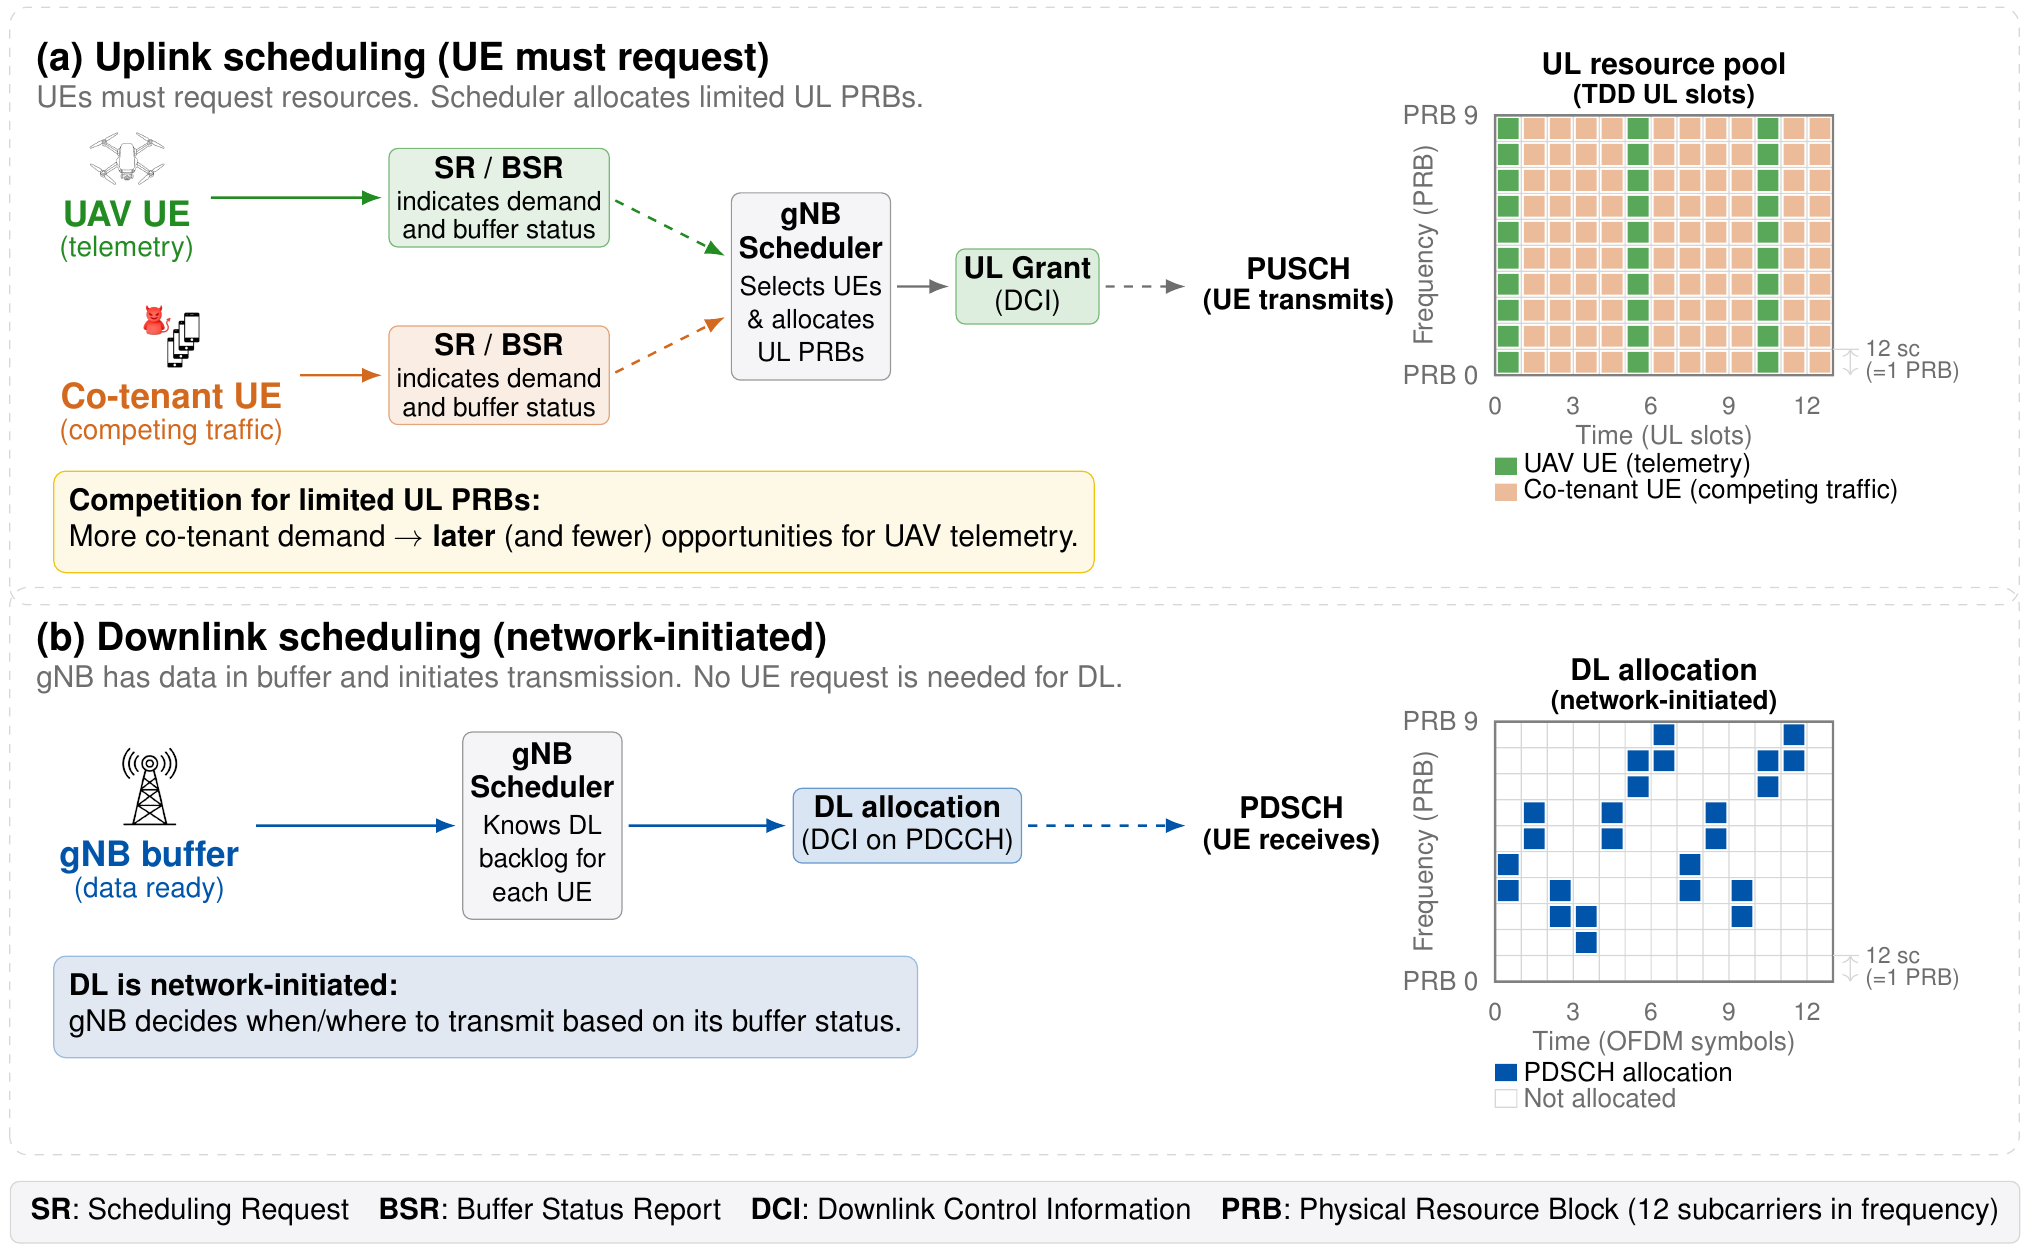 (a) Uplink scheduling (UE must request)
UEs must request resources. Scheduler allocates limited UL PRBs.
UAV UE
(telemetry)
SR / BSR
indicates demand
and buffer status
Co-tenant UE
(competing traffic)
SR / BSR
indicates demand
and buffer status
gNB
Scheduler
Selects UEs
& allocates
UL PRBs
UL Grant
(DCI)
PUSCH
(UE transmits)
UL resource pool
(TDD UL slots)
PRB 9
Frequency (PRB)
PRB 0
12 sc
(=1 PRB)
0 3 6 9 12
Time (UL slots)
UAV UE (telemetry)
Co-tenant UE (competing traffic)
Competition for limited UL PRBs:
More co-tenant demand → later (and fewer) opportunities for UAV telemetry.
(b) Downlink scheduling (network-initiated)
gNB has data in buffer and initiates transmission. No UE request is needed for DL.
gNB buffer
(data ready)
gNB
Scheduler
Knows DL
backlog for
each UE
DL allocation
(DCI on PDCCH)
PDSCH
(UE receives)
DL allocation
(network-initiated)
PRB 9
Frequency (PRB)
PRB 0
12 sc
(=1 PRB)
0 3 6 9 12
Time (OFDM symbols)
PDSCH allocation
Not allocated
DL is network-initiated:
gNB decides when/where to transmit based on its buffer status.
SR: Scheduling Request BSR: Buffer Status Report DCI: Downlink Control Information PRB: Physical Resource Block (12 subcarriers in frequency)